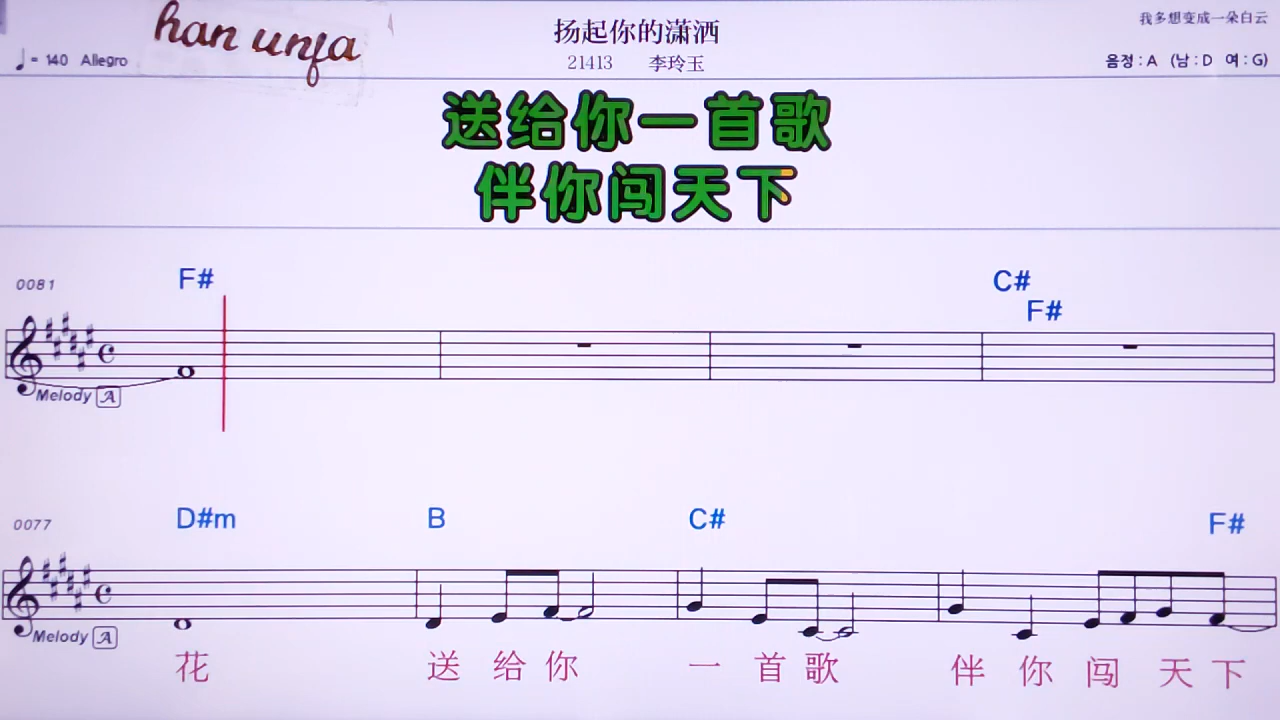 han unfa
扬起你的潇洒
我多想变成一朵白云
♩= 140 Allegro
21413 李玲玉
음정 : A (남 : D 여 : G)
送给你一首歌
伴你闯天下
0081
F#
C#
F#
Melody A
0077
D#m B C# F#
Melody A
花 送 给 你 一 首 歌 伴 你 闯 天 下